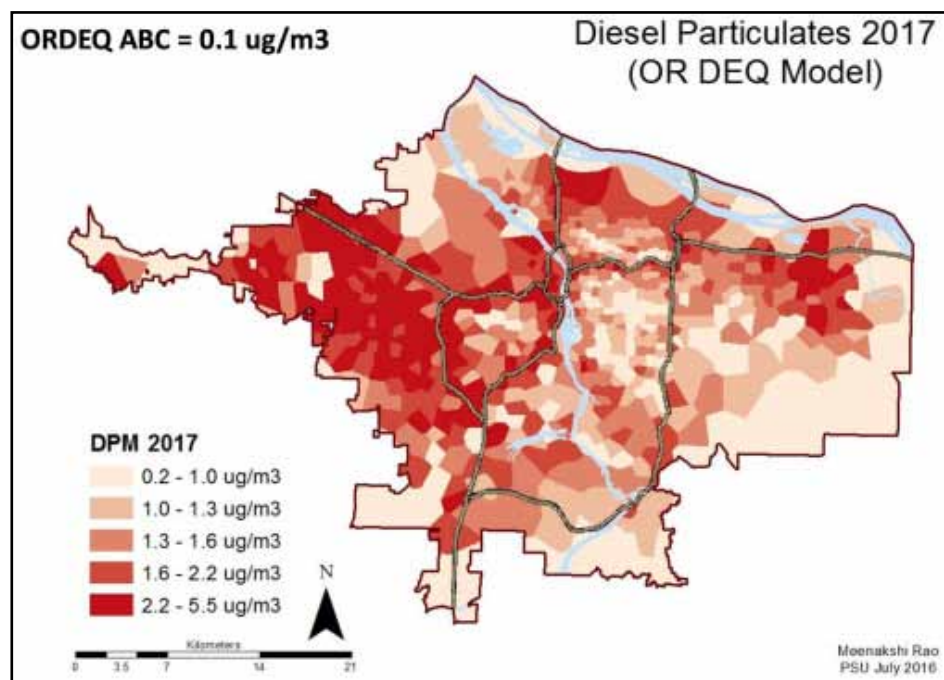 ORDEQ ABC = 0.1 ug/m3
Diesel Particulates 2017
(OR DEQ Model)
DPM 2017
0.2 - 1.0 ug/m3
1.0 - 1.3 ug/m3
1.3 - 1.6 ug/m3
1.6 - 2.2 ug/m3
2.2 - 5.5 ug/m3
N
Kilometers
0 3.5 7 14 21
Meenakshi Rao
PSU July 2016